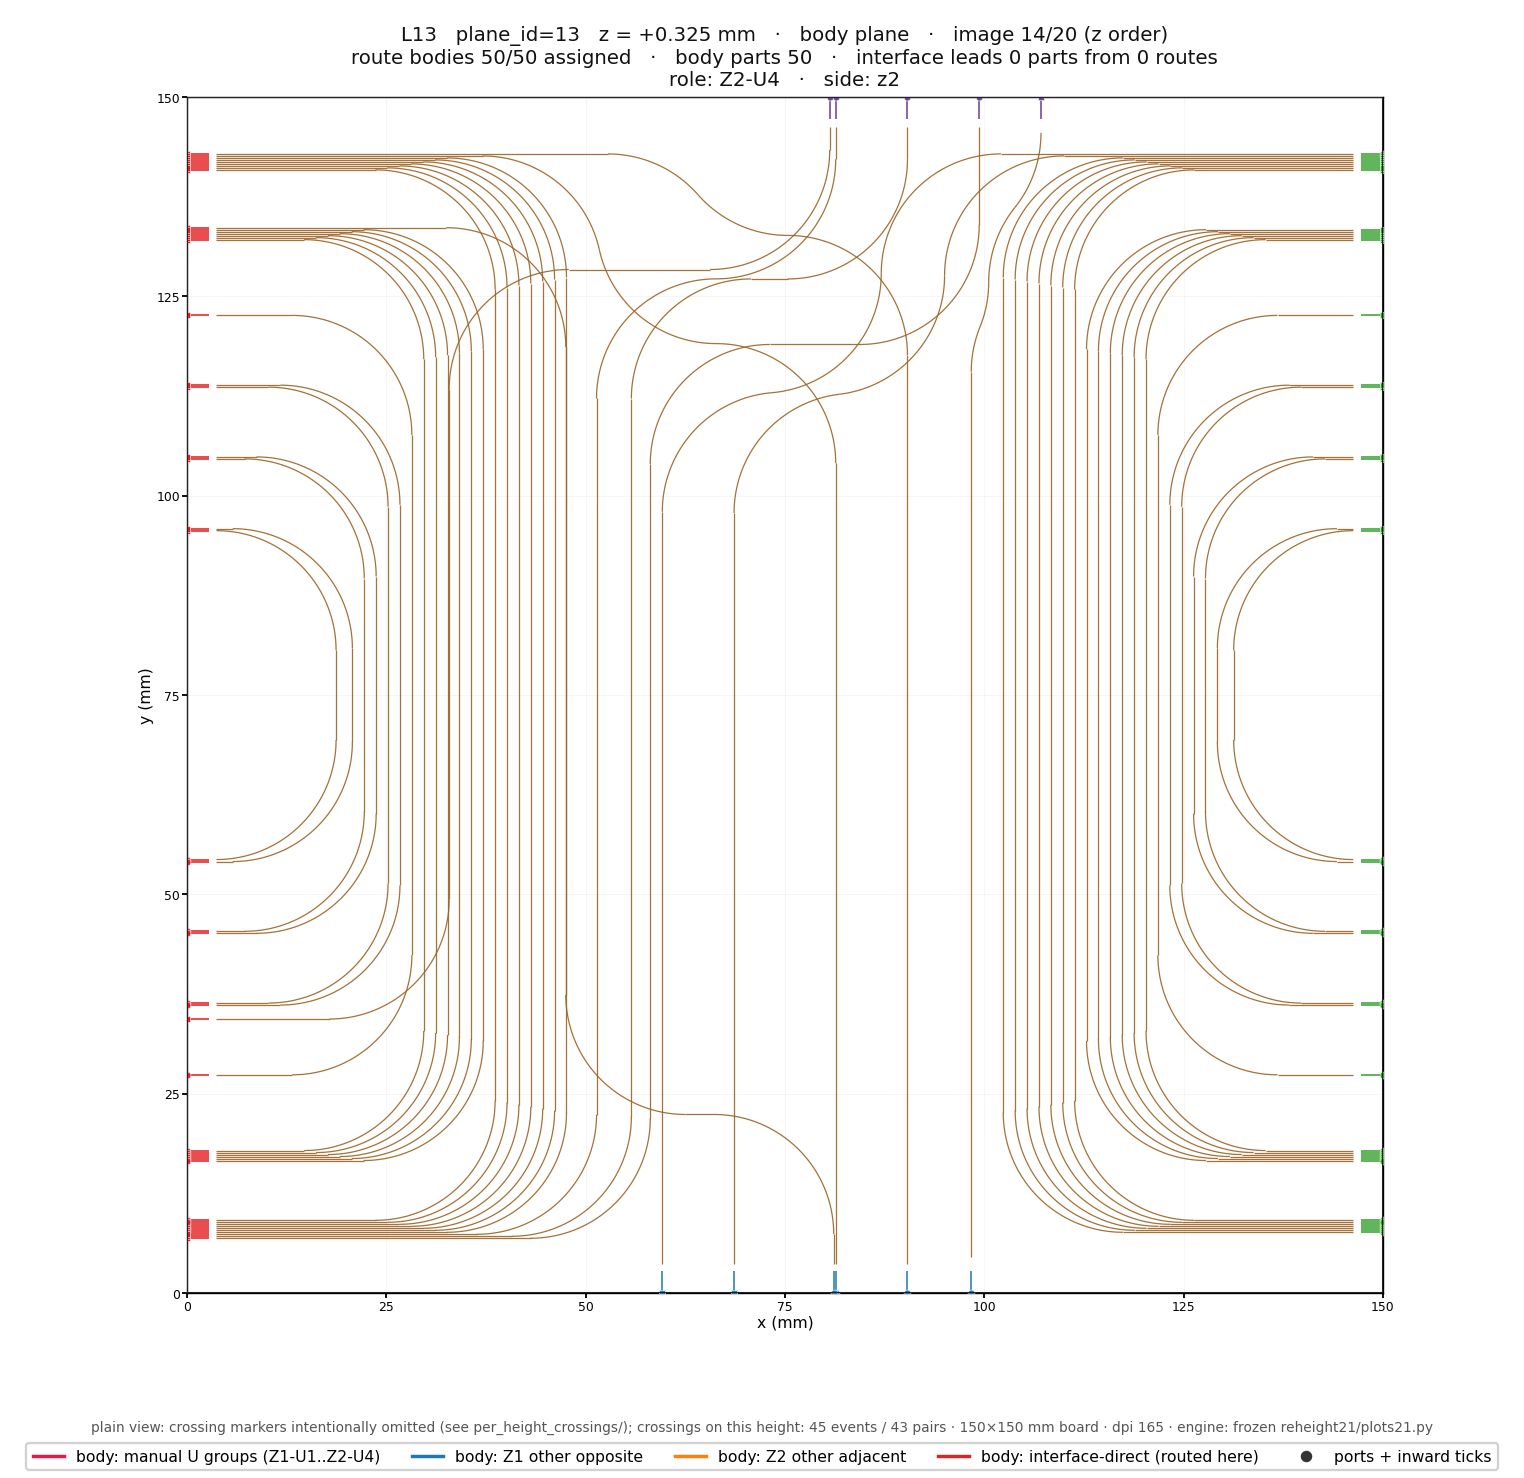 L13   plane_id=13   z = +0.325 mm   ·   body plane   ·   image 14/20 (z order)
route bodies 50/50 assigned   ·   body parts 50   ·   interface leads 0 parts from 0 routes
role: Z2-U4   ·   side: z2
150
125
100
75
50
25
0
y (mm)
0 25 50 75 100 125 150
x (mm)
plain view: crossing markers intentionally omitted (see per_height_crossings/); crossings on this height: 45 events / 43 pairs · 150×150 mm board · dpi 165 · engine: frozen reheight21/plots21.py
body: manual U groups (Z1-U1..Z2-U4) body: Z1 other opposite body: Z2 other adjacent body: interface-direct (routed here) ports + inward ticks